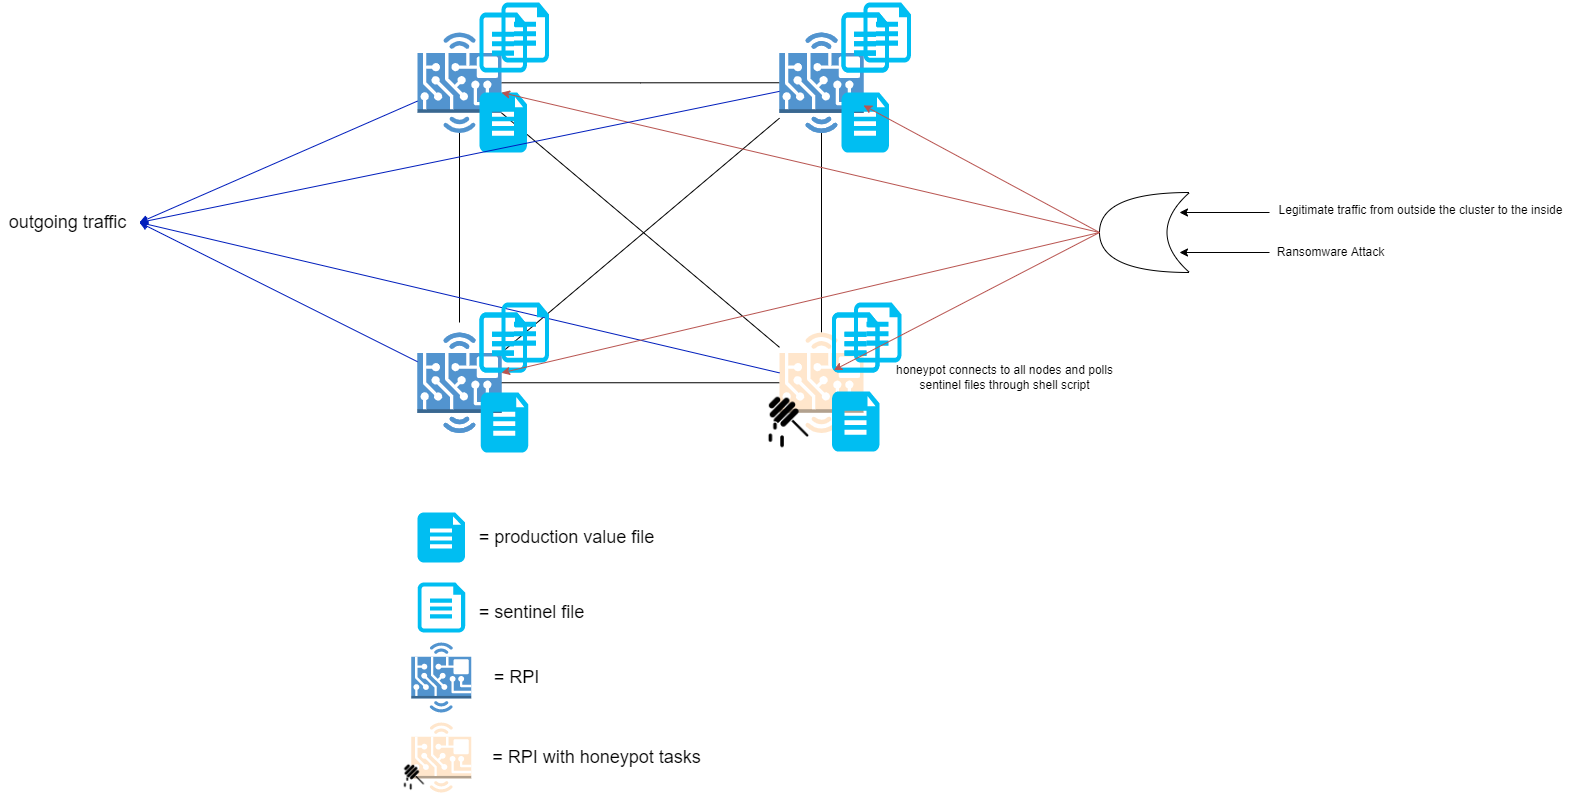 outgoing traffic
Legitimate traffic from outside the cluster to the inside
Ransomware Attack
honeypot connects to all nodes and polls
sentinel files through shell script
= production value file
= sentinel file
= RPI
= RPI with honeypot tasks